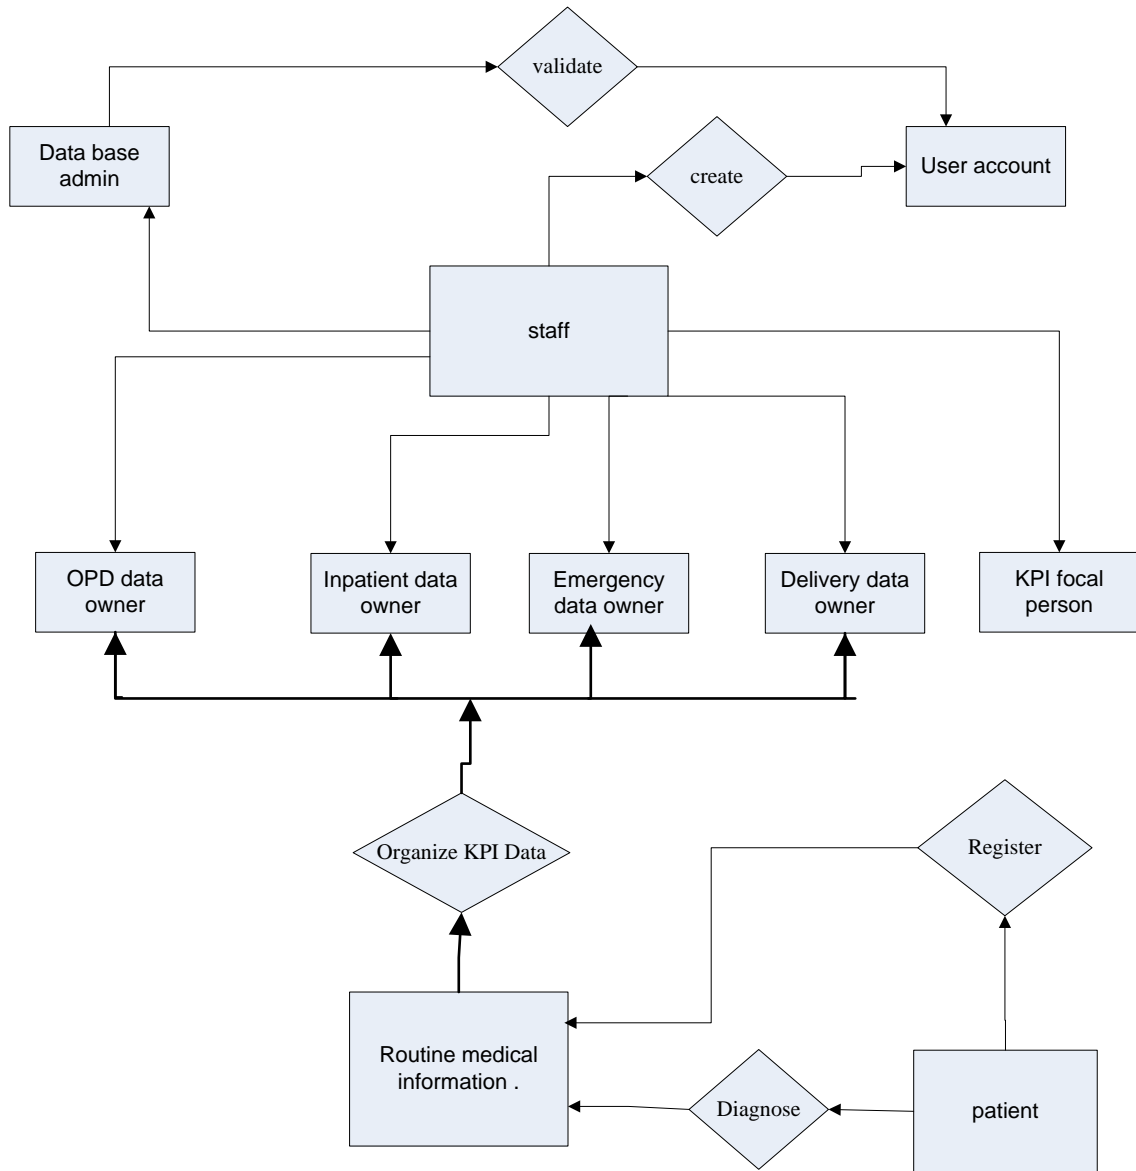 validate
Data base
admin
User account
create
staff
OPD data
owner
Inpatient data
owner
Emergency
data owner
Delivery data
owner
KPI focal
person
Organize KPI Data
Register
Routine medical
information .
Diagnose
patient